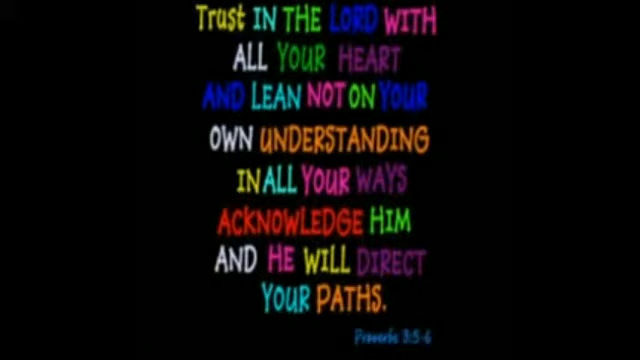 Trust IN THE LORD WITH
ALL YOUR HEART
AND LEAN NOT ON YOUR
OWN UNDERSTANDING
IN ALL YOUR WAYS
ACKNOWLEDGE HIM
AND HE WILL DIRECT
YOUR PATHS.
Proverbs 3:5-6